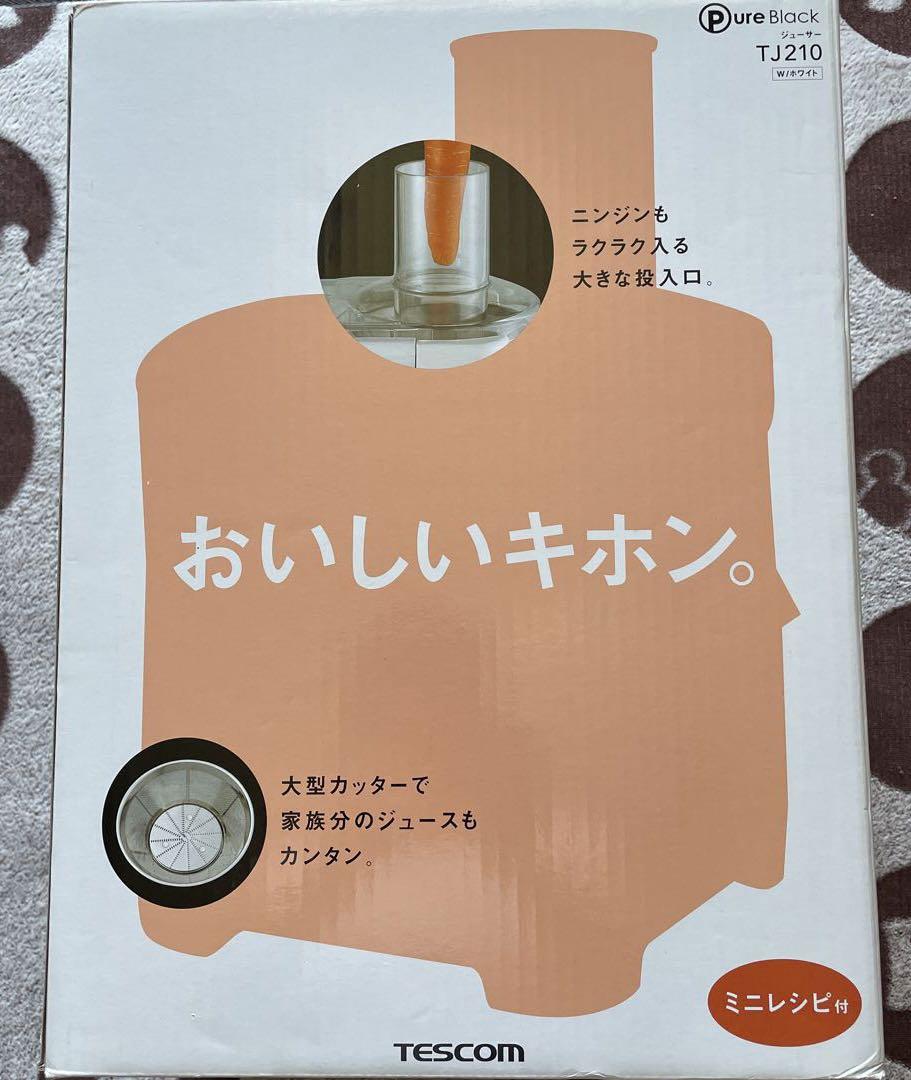 Pure Black
ジューサー
TJ210
W/ホワイト
ニンジンも
ラクラク入る
大きな投入口。
おいしいキホン。
大型カッターで
家族分のジュースも
カンタン。
ミニレシピ付
TESCOM